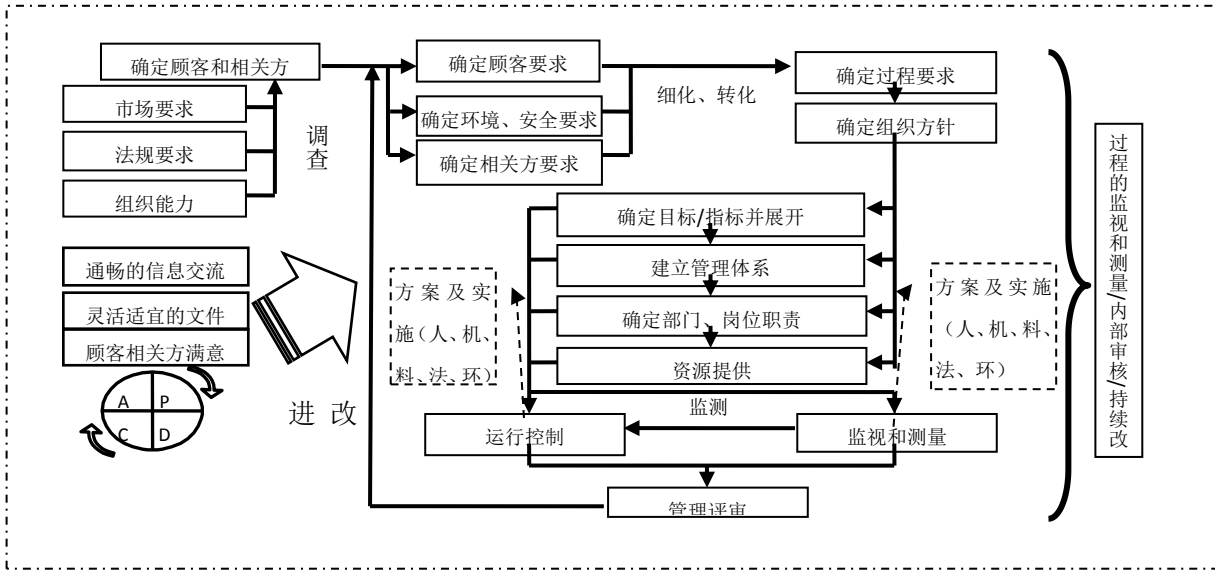 确定顾客和相关方
市场要求
法规要求
组织能力
调
查
确定顾客要求
确定环境、安全要求
确定相关方要求
细化、转化
确定过程要求
确定组织方针
确定目标/指标并展开
建立管理体系
确定部门、岗位职责
资源提供
方案及实
施（人、机、
料、法、环）
方案及实施
（人、机、料、
法、环）
监测
运行控制
监视和测量
管理评审
通畅的信息交流
灵活适宜的文件
顾客相关方满意
A P
C D
进 改
过程的监视和测量/内部审核/持续改